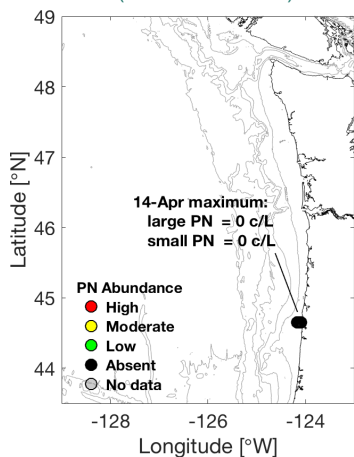 49
48
47
46
45
44
Latitude [°N]
14-Apr maximum:
large PN = 0 c/L
small PN = 0 c/L
PN Abundance
High
Moderate
Low
Absent
No data
-128
-126
-124
Longitude [°W]